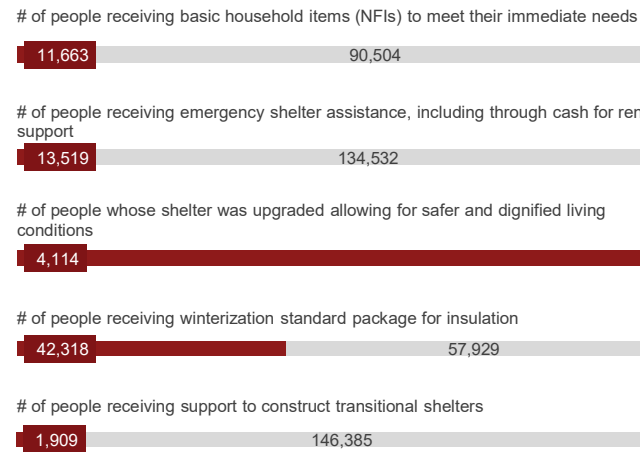 # of people receiving basic household items (NFIs) to meet their immediate needs
11,663 90,504
# of people receiving emergency shelter assistance, including through cash for
support
13,519 134,532
# of people whose shelter was upgraded allowing for safer and dignified living
conditions
4,114
# of people receiving winterization standard package for insulation
42,318 57,929
# of people receiving support to construct transitional shelters
1,909 146,385